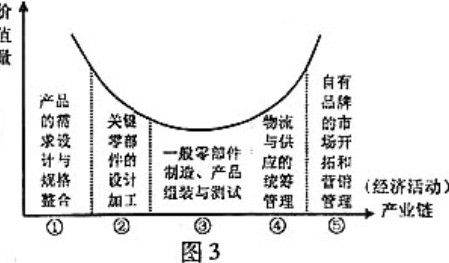 价
值
量
产品
的需
求设
计与
规格
整合
关键
零部
件的
设计
加工
一般零部件
制造、产品
组装与测试
物流
与供
应的
统筹
管理
自有
品牌
的市
场开
拓和
营销
管理
(经济活动)
产业链
① ② ③ ④ ⑤
图3